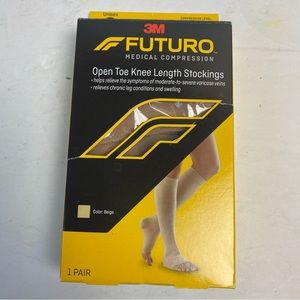 Unisex
3M
FUTURO
MEDICAL COMPRESSION
Open Toe Knee Length Stockings
• helps relieve the symptoms of moderate-to-severe varicose veins
• relieves chronic leg conditions and swelling
Color: Beige
1 PAIR